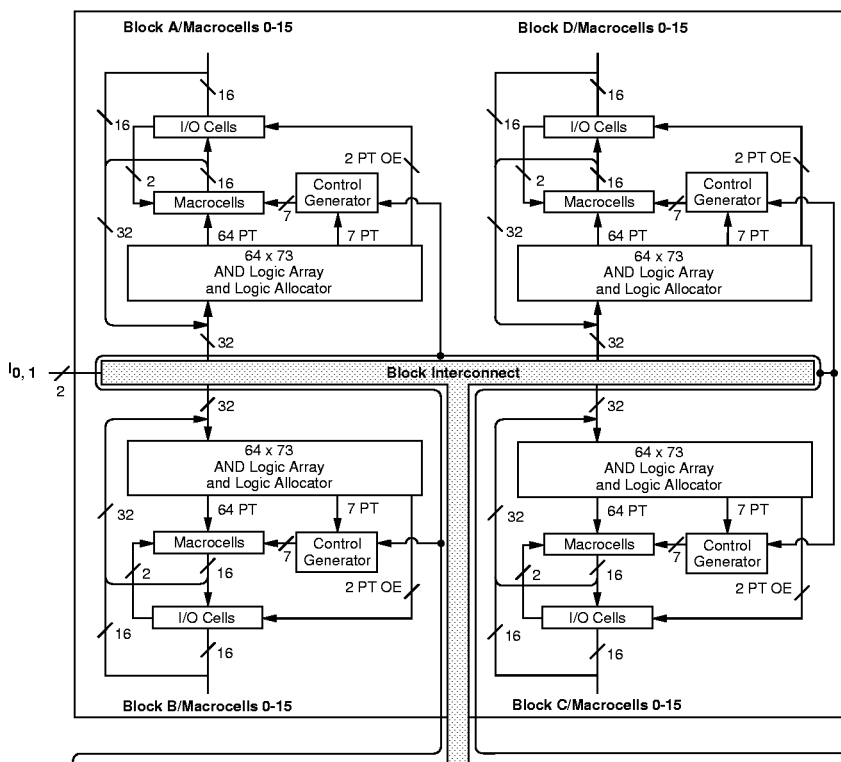 Block A/Macrocells 0-15
Block D/Macrocells 0-15
16
16
16
I/O Cells
16
I/O Cells
2 PT OE
2 PT OE
2
16
Control
Generator
2
16
Control
Generator
Macrocells
7
Macrocells
7
32
64 PT
7 PT
32
64 PT
7 PT
64 x 73
AND Logic Array
and Logic Allocator
64 x 73
AND Logic Array
and Logic Allocator
32
32
I0, 1
2
Block Interconnect
32
32
64 x 73
AND Logic Array
and Logic Allocator
64 x 73
AND Logic Array
and Logic Allocator
32
64 PT
7 PT
32
64 PT
7 PT
Macrocells
7
Control
Generator
Macrocells
7
Control
Generator
2
16
2
16
2 PT OE
2 PT OE
I/O Cells
I/O Cells
16
16
16
16
Block B/Macrocells 0-15
Block C/Macrocells 0-15